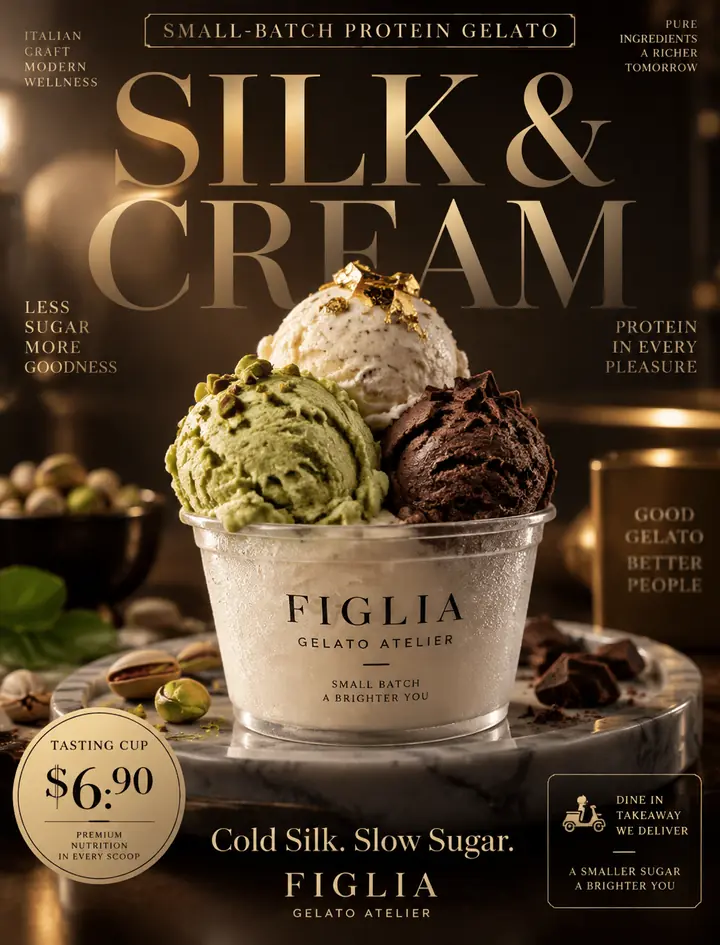 SMALL-BATCH PROTEIN GELATO
ITALIAN
CRAFT
MODERN
WELLNESS
PURE
INGREDIENTS
A RICHER
TOMORROW
SILK &
CREAM
LESS
SUGAR
MORE
GOODNESS
PROTEIN
IN EVERY
PLEASURE
GOOD
GELATO
BETTER
PEOPLE
FIGLIA
GELATO ATELIER
SMALL BATCH
A BRIGHTER YOU
TASTING CUP
$6.90
PREMIUM
NUTRITION
IN EVERY SCOOP
DINE IN
TAKEAWAY
WE DELIVER
A SMALLER SUGAR
A BRIGHTER YOU
Cold Silk. Slow Sugar.
FIGLIA
GELATO ATELIER